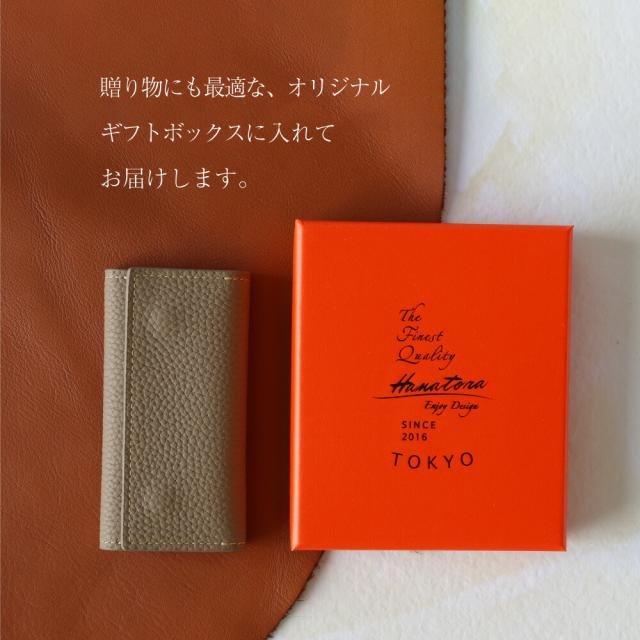 贈り物にも最適な、オリジナル
ギフトボックスに入れて
お届けします。
The
Finest
Quality
Hanatora
Enjoy Design
SINCE
2016
TOKYO